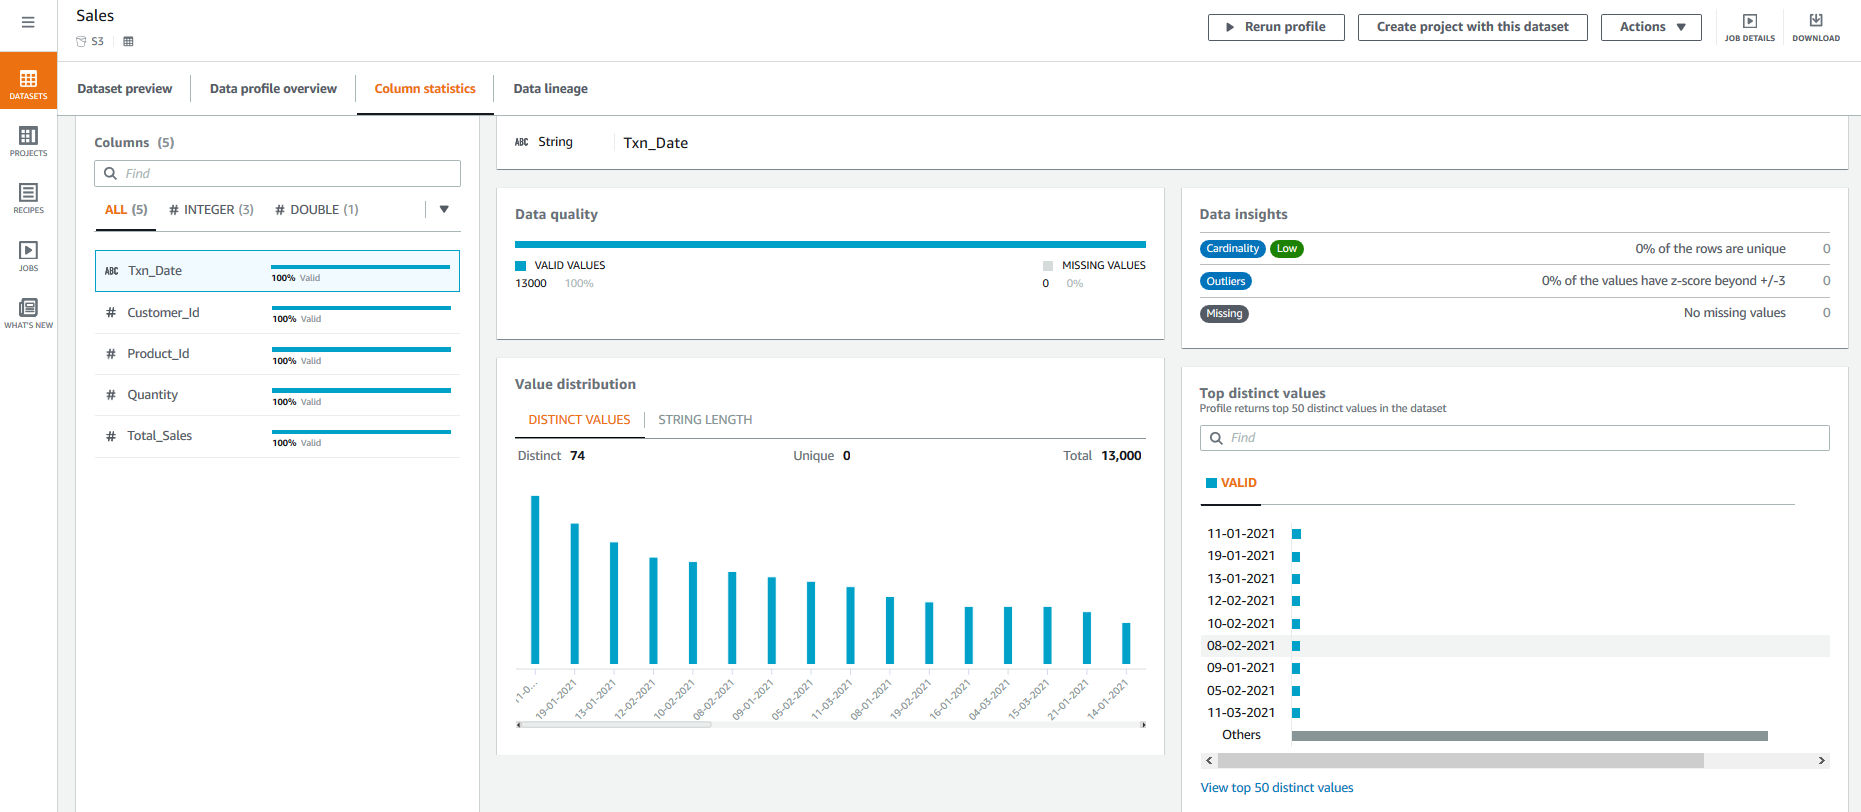 Sales
S3
Rerun profile
Create project with this dataset
Actions
JOB DETAILS
DOWNLOAD
DATASETS
PROJECTS
RECIPES
JOBS
WHAT'S NEW
Dataset preview
Data profile overview
Column statistics
Data lineage
Columns (5)
Find
ALL (5)
# INTEGER (3)
# DOUBLE (1)
ABC Txn_Date
100% Valid
# Customer_Id
100% Valid
# Product_Id
100% Valid
# Quantity
100% Valid
# Total_Sales
100% Valid
ABC String
Txn_Date
Data quality
VALID VALUES
13000 100%
MISSING VALUES
0 0%
Value distribution
DISTINCT VALUES
STRING LENGTH
Distinct 74
Unique 0
Total 13,000
19-01-2021
13-01-2021
12-02-2021
10-02-2021
08-02-2021
09-01-2021
05-02-2021
11-03-2021
08-01-2021
19-02-2021
16-01-2021
04-03-2021
15-03-2021
21-01-2021
14-01-2021
Data insights
Cardinality Low 0% of the rows are unique 0
Outliers 0% of the values have z-score beyond +/-3 0
Missing No missing values 0
Top distinct values
Profile returns top 50 distinct values in the dataset
Find
VALID
11-01-2021
19-01-2021
13-01-2021
12-02-2021
10-02-2021
08-02-2021
09-01-2021
05-02-2021
11-03-2021
Others
View top 50 distinct values